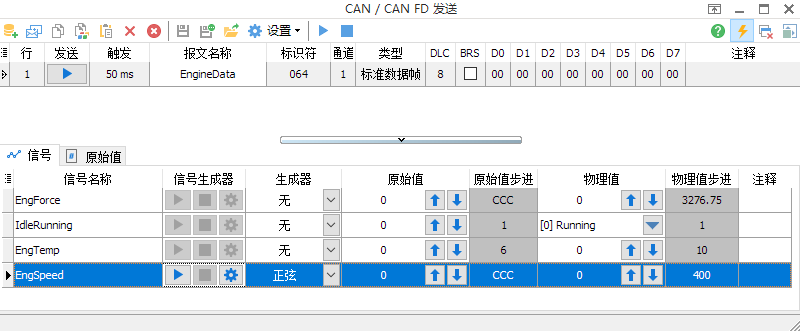 CAN / CAN FD 发送
设置
行 发送 触发 报文名称 标识符 通道 类型 DLC BRS D0 D1 D2 D3 D4 D5 D6 D7 注释
1 50 ms EngineData 064 1 标准数据帧 8 00 00 00 00 00 00 00 00
信号 原始值
信号名称 信号生成器 生成器 原始值 原始值步进 物理值 物理值步进 注释
EngForce 无 0 CCC 0 3276.75
IdleRunning 无 0 1 [0] Running 1
EngTemp 无 0 6 0 10
EngSpeed 正弦 0 CCC 0 400